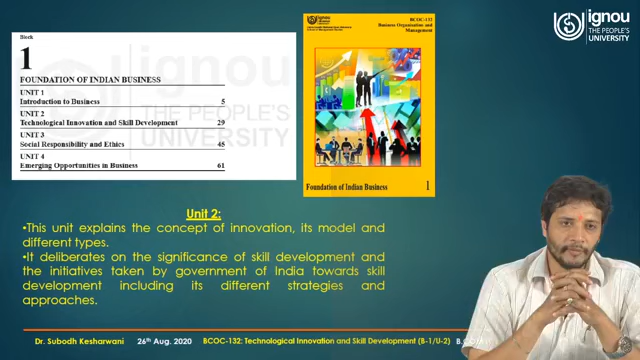 Block
1
FOUNDATION OF INDIAN BUSINESS
UNIT 1
Introduction to Business 5
UNIT 2
Technological Innovation and Skill Development 29
UNIT 3
Social Responsibility and Ethics 45
UNIT 4
Emerging Opportunities in Business 61
ignou
THE PEOPLE'S
UNIVERSITY
ignou
BCOC-132
Business Organisation and
Management
Foundation of Indian Business 1
ignou
THE PEOPLE'S
UNIVERSITY
Unit 2:
•This unit explains the concept of innovation, its model and
different types.
•It deliberates on the significance of skill development and
the initiatives taken by government of India towards skill
development including its different strategies and
approaches.
Dr. Subodh Kesharwani 26th Aug. 2020 BCOC-132: Technological Innovation and Skill Development (B-1/U-2)